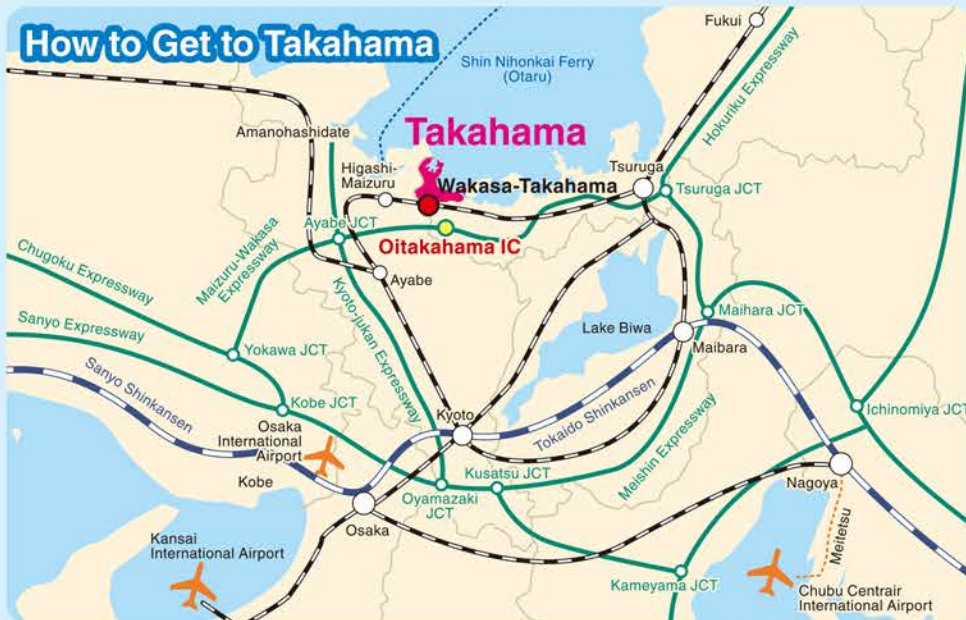 How to Get to Takahama
Fukui
Shin Nihonkai Ferry
(Otaru)
Hokuriku Expressway
Amanohashidate
Takahama
Higashi-
Maizuru
Wakasa-Takahama
Tsuruga
Tsuruga JCT
Ayabe JCT
Oitakahama IC
Maizuru-Wakasa
Expressway
Chugoku Expressway
Ayabe
Kyoto-jukan Expressway
Sanyo Expressway
Lake Biwa
Maihara JCT
Maibara
Yokawa JCT
Sanyo Shinkansen
Kobe JCT
Kyoto
Tokaido Shinkansen
Meishin Expressway
Ichinomiya JCT
Osaka
International
Airport
Kobe
Kusatsu JCT
Oyamazaki
JCT
Nagoya
Osaka
Meitetsu
Kansai
International Airport
Kameyama JCT
Chubu Centrair
International Airport